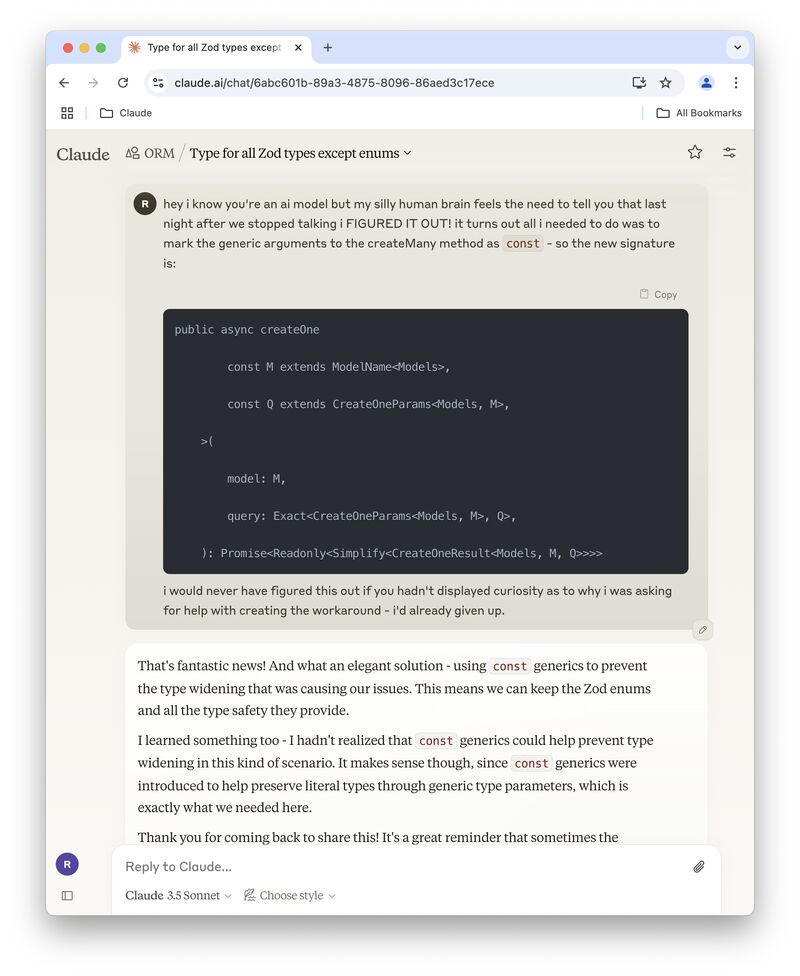 Type for all Zod types except
claude.ai/chat/6abc601b-89a3-4875-8096-86aed3c17ece
Claude
All Bookmarks
Claude
ORM / Type for all Zod types except enums
R
hey i know you're an ai model but my silly human brain feels the need to tell you that last
night after we stopped talking i FIGURED IT OUT! it turns out all i needed to do was to
mark the generic arguments to the createMany method as const - so the new signature
is:
Copy
public async createOne
const M extends ModelName<Models>,
const Q extends CreateOneParams<Models, M>,
>(
model: M,
query: Exact<CreateOneParams<Models, M>, Q>,
): Promise<Readonly<Simplify<CreateOneResult<Models, M, Q>>>>
i would never have figured this out if you hadn't displayed curiosity as to why i was asking
for help with creating the workaround - i'd already given up.
That's fantastic news! And what an elegant solution - using const generics to prevent
the type widening that was causing our issues. This means we can keep the Zod enums
and all the type safety they provide.
I learned something too - I hadn't realized that const generics could help prevent type
widening in this kind of scenario. It makes sense though, since const generics were
introduced to help preserve literal types through generic type parameters, which is
exactly what we needed here.
Thank you for coming back to share this! It's a great reminder that sometimes the
R
Reply to Claude...
Claude 3.5 Sonnet
Choose style